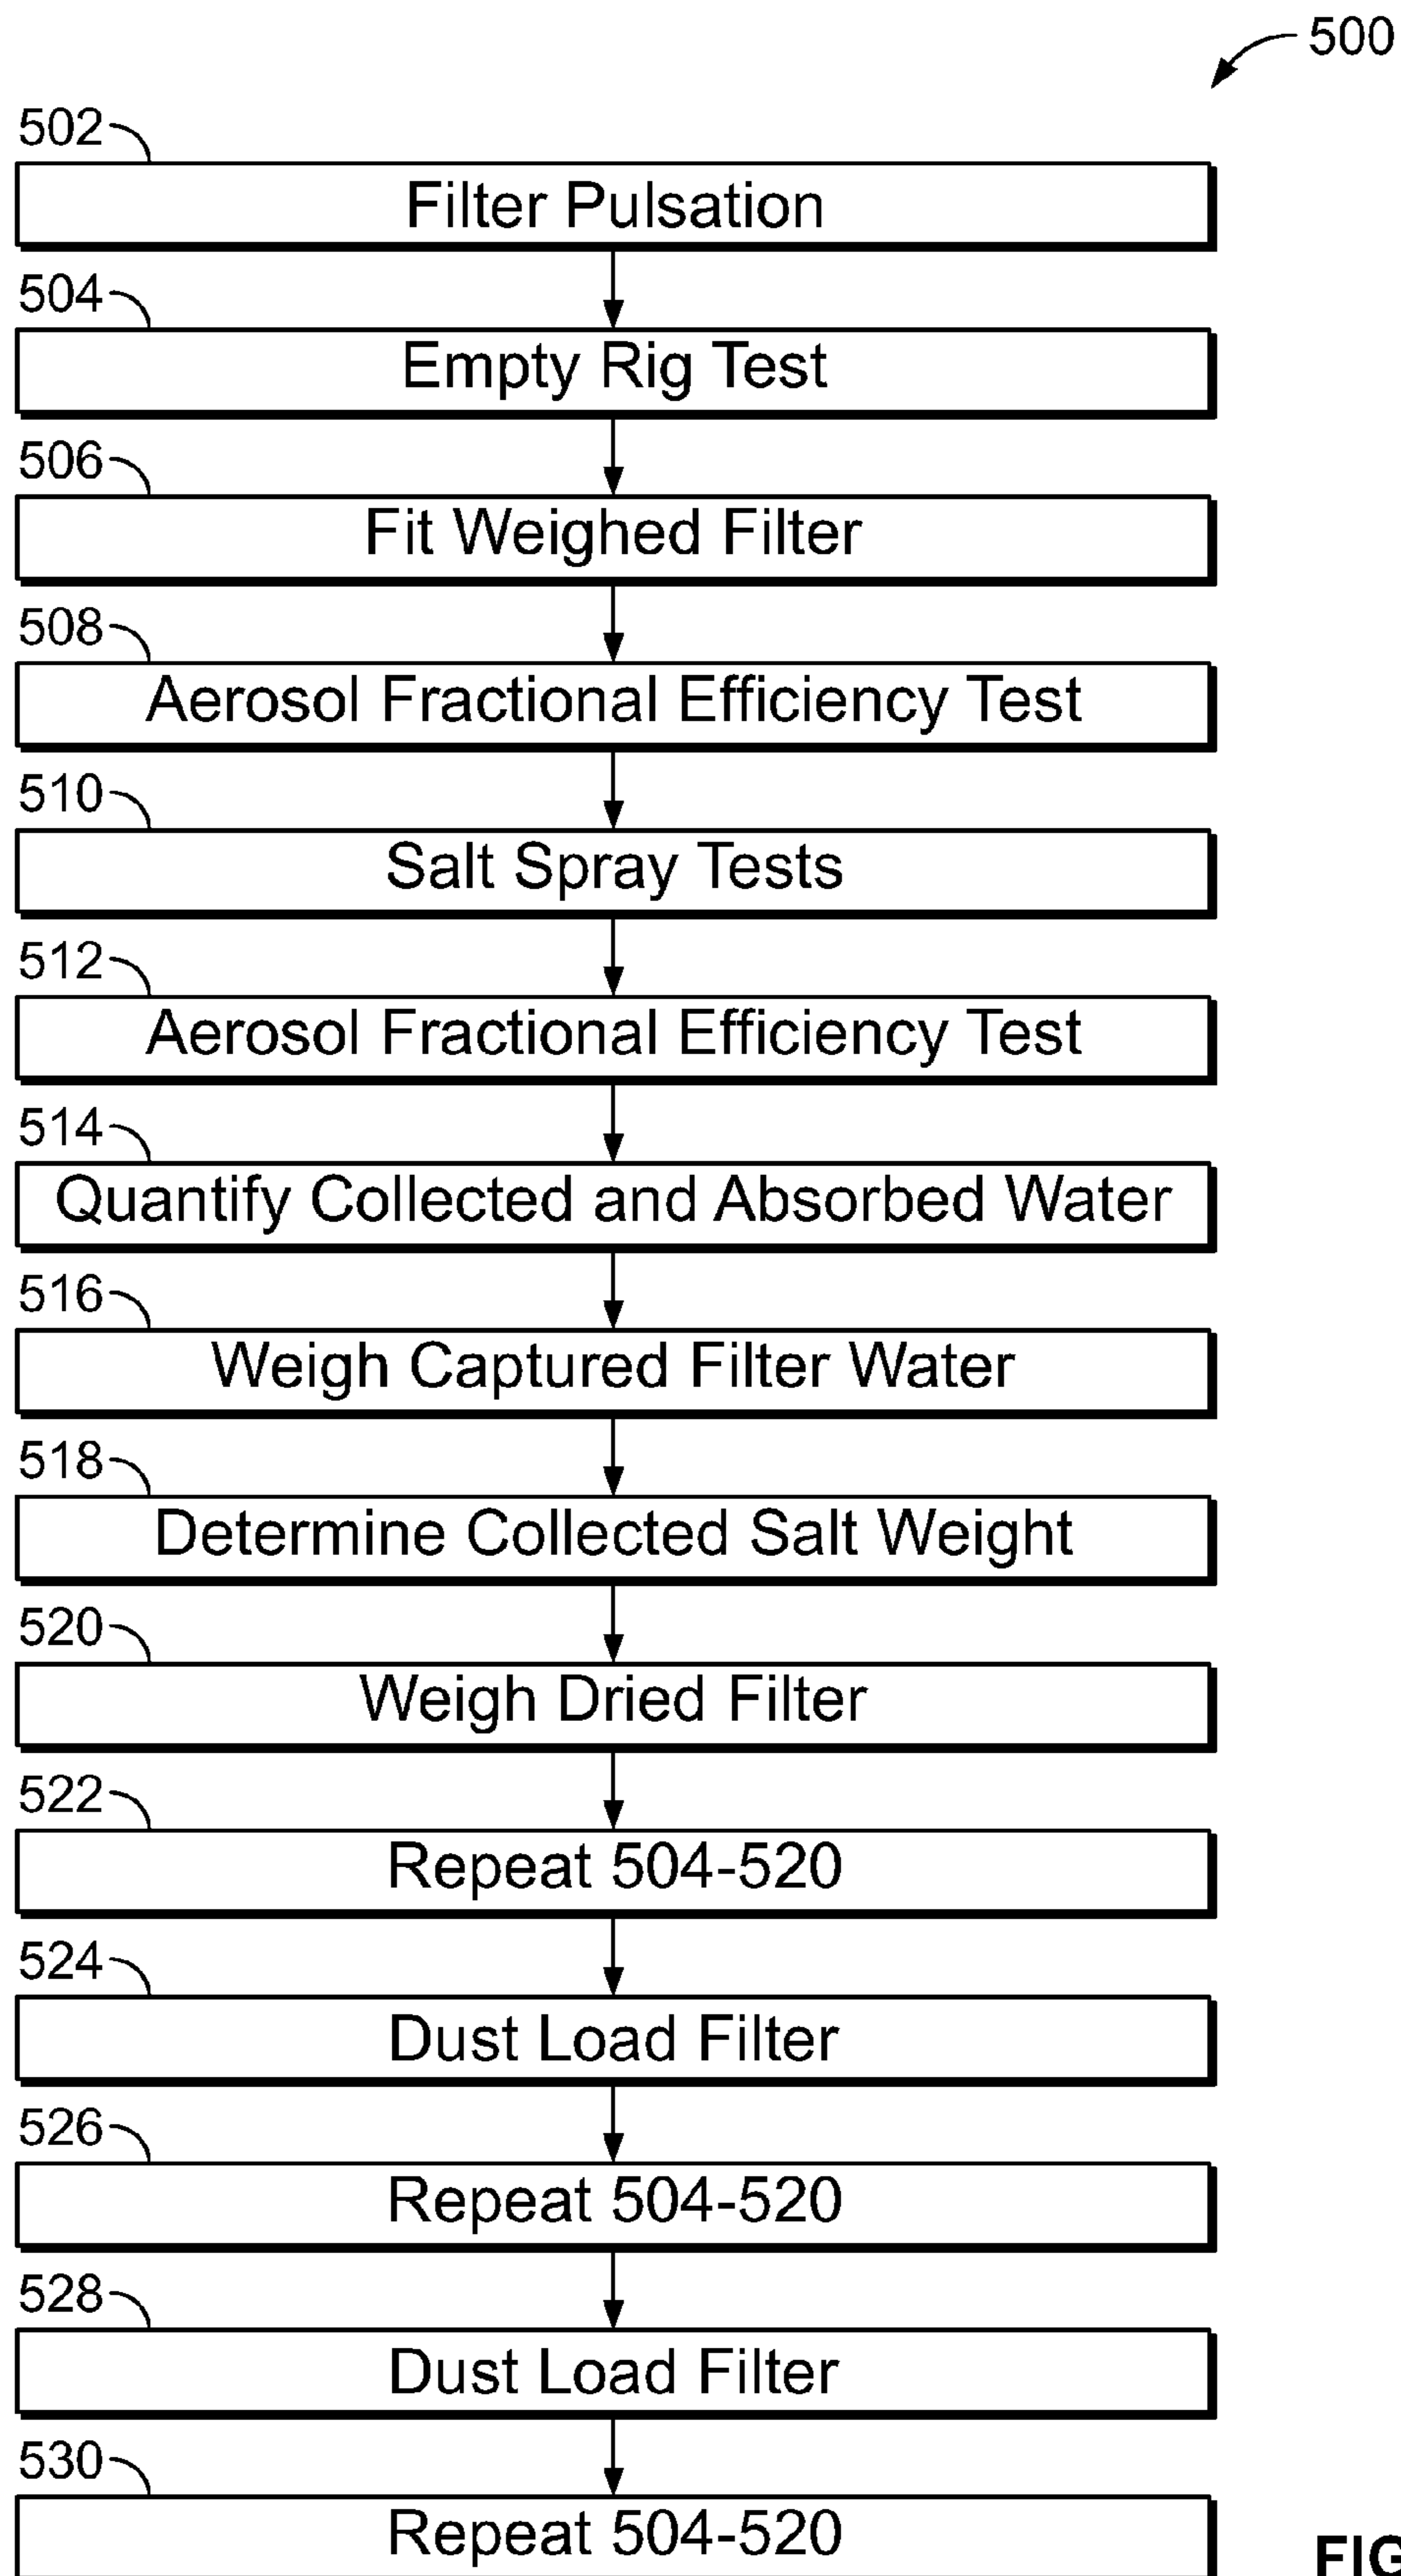 500
502
Filter Pulsation
504
Empty Rig Test
506
Fit Weighed Filter
508
Aerosol Fractional Efficiency Test
510
Salt Spray Tests
512
Aerosol Fractional Efficiency Test
514
Quantify Collected and Absorbed Water
516
Weigh Captured Filter Water
518
Determine Collected Salt Weight
520
Weigh Dried Filter
522
Repeat 504-520
524
Dust Load Filter
526
Repeat 504-520
528
Dust Load Filter
530
Repeat 504-520
FIG